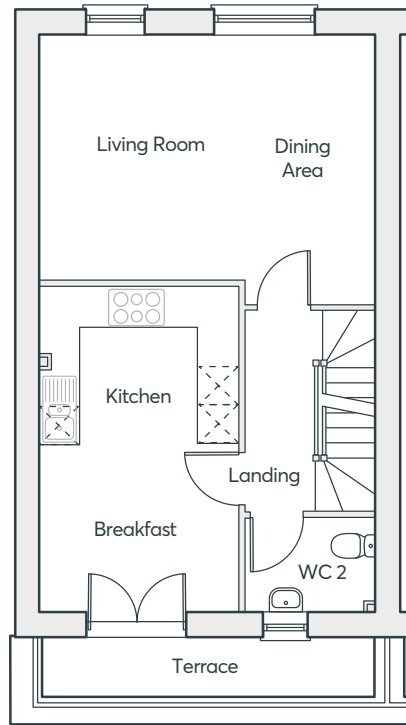 Living Room
Dining
Area
Kitchen
Landing
Breakfast
WC 2
Terrace